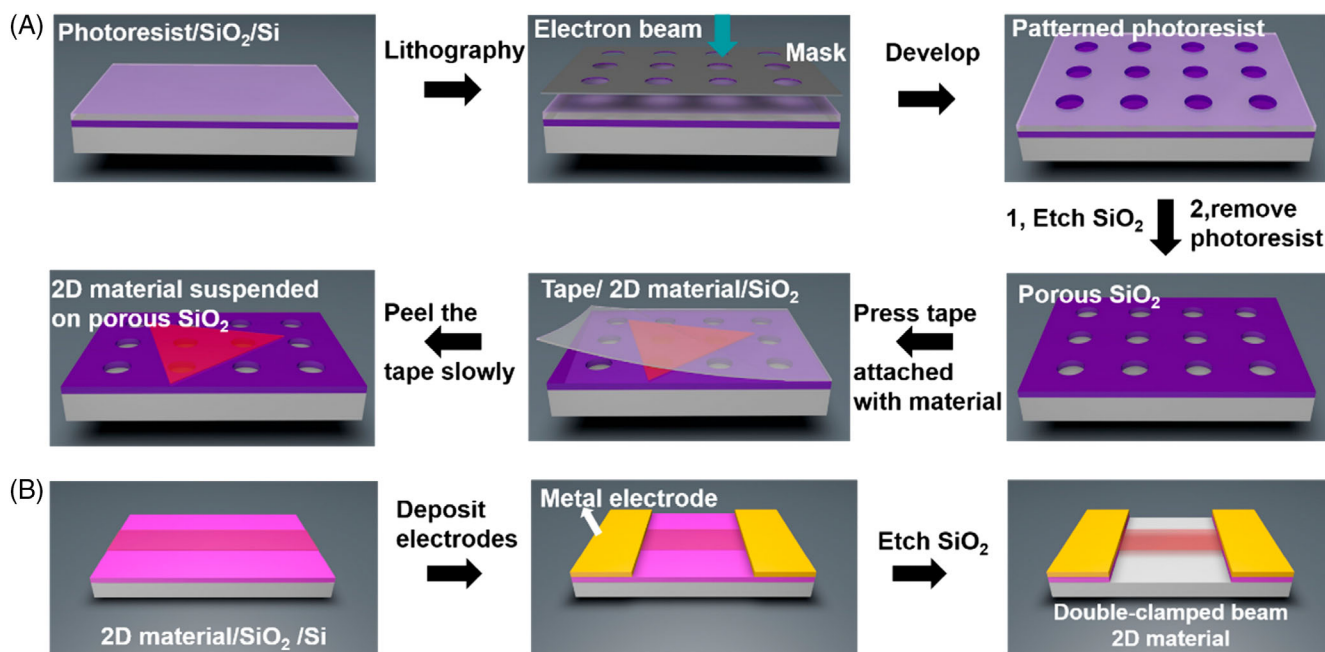 (A)
Photoresist/SiO₂/Si
Lithography
Electron beam
Mask
Develop
Patterned photoresist
1, Etch SiO₂
2,remove
photoresist
Porous SiO₂
Press tape
attached
with material
Tape/ 2D material/SiO₂
Peel the
tape slowly
2D material suspended
on porous SiO₂
(B)
2D material/SiO₂ /Si
Deposit
electrodes
Metal electrode
Etch SiO₂
Double-clamped beam
2D material